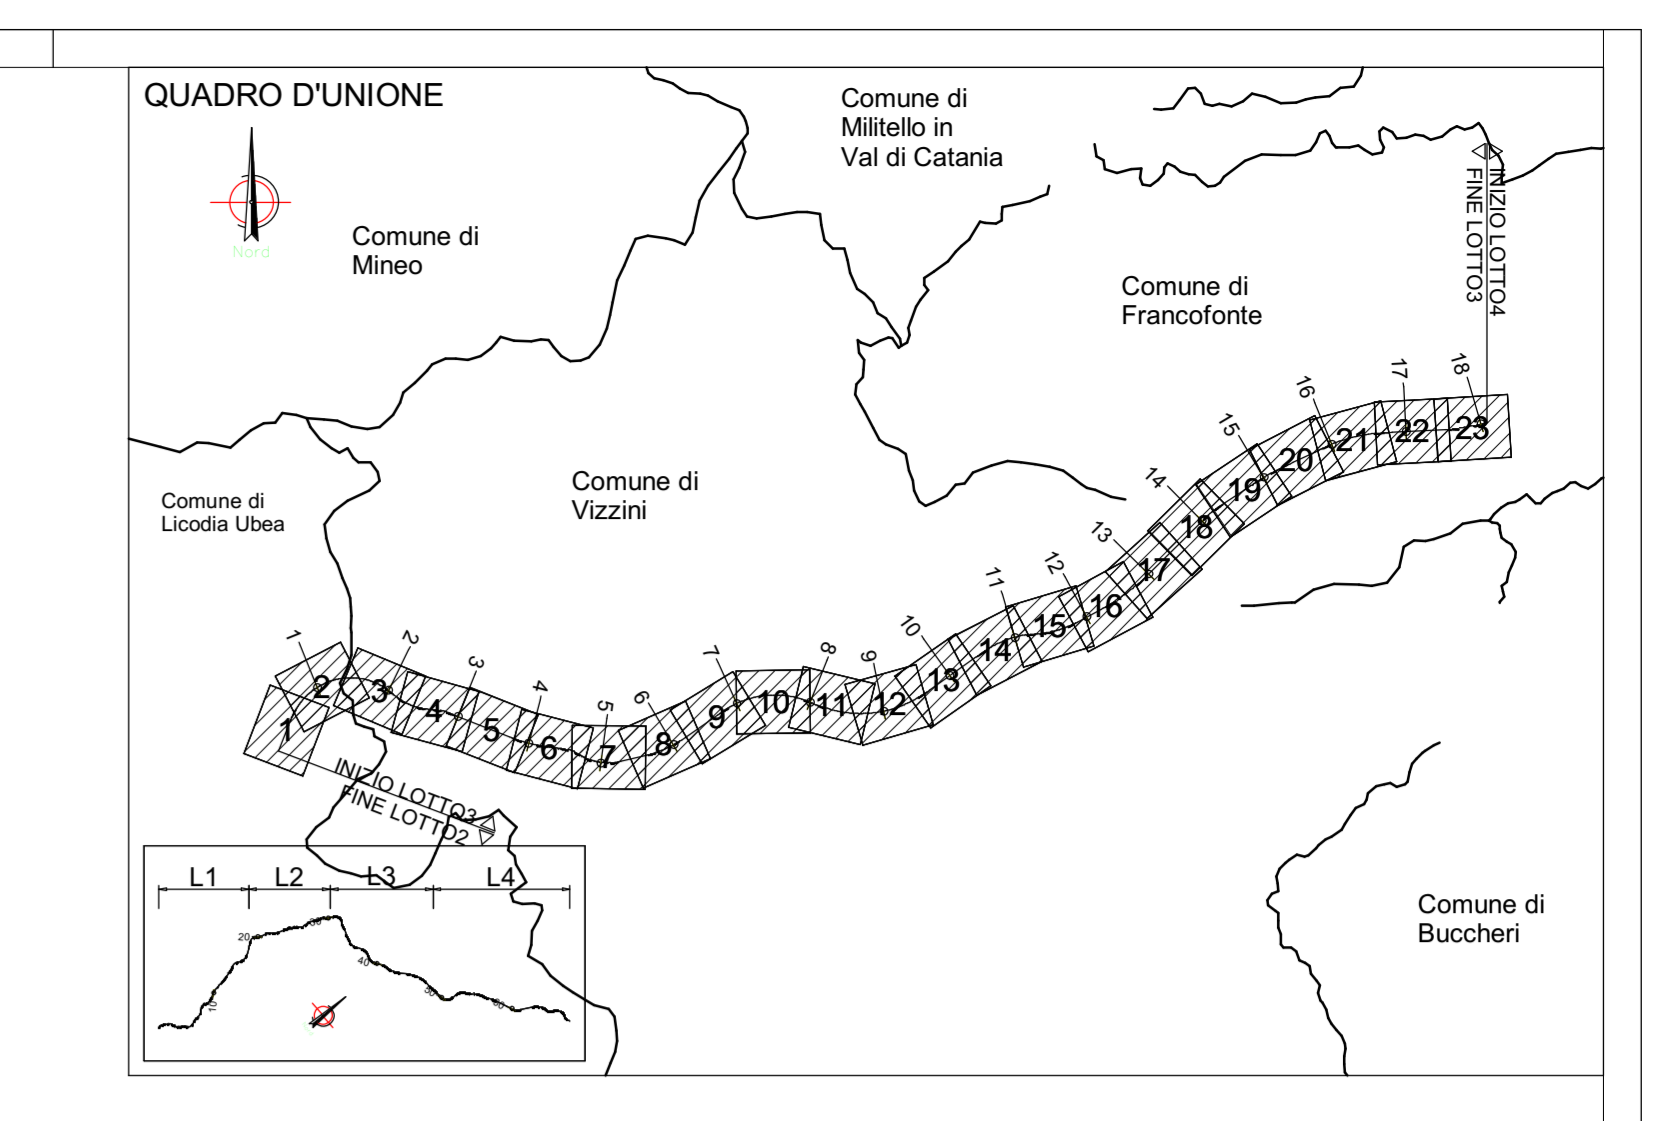 QUADRO D'UNIONE
Nord
Comune di
Mineo
Comune di
Militello in
Val di Catania
Comune di
Francofonte
INIZIO LOTTO4
FINE LOTTO3
Comune di
Licodia Ubea
Comune di
Vizzini
1
2
3
4
5
6
7
8
9
10
11
12
13
14
15
16
17
18
1
2
3
4
5
6
7
8
9
10
11
12
13
14
15
16
17
18
19
20
21
22
23
INIZIO LOTTO3
FINE LOTTO2
Comune di
Buccheri
L1
L2
L3
L4
10
20
30
40
50
60